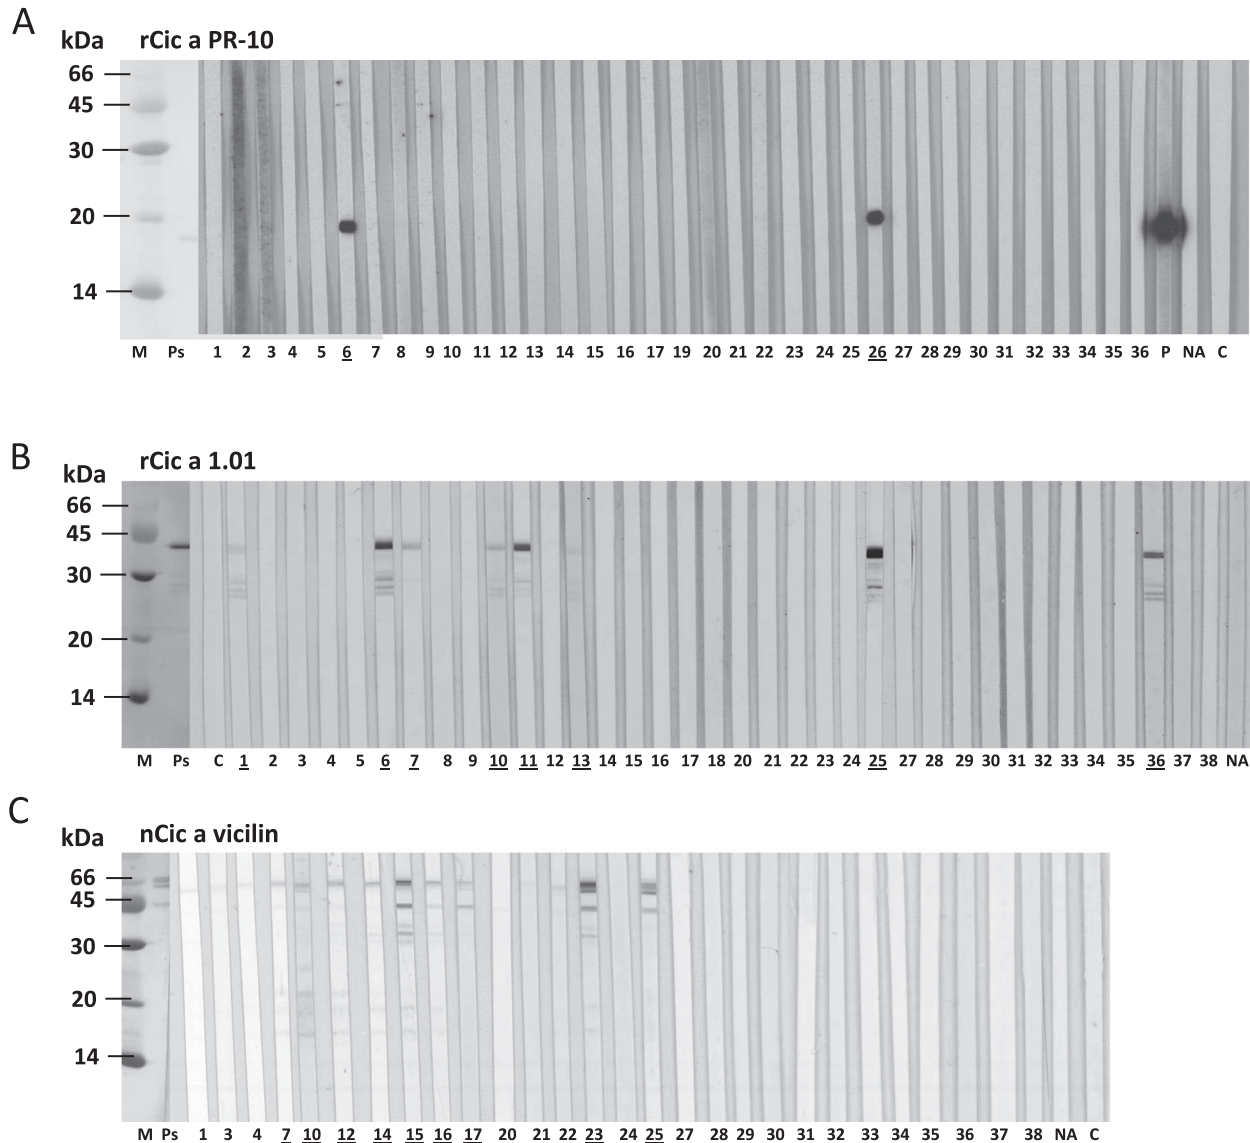 A
kDa rCic a PR-10
66
45
30
20
14
M Ps 1 2 3 4 5 6 7 8 9 10 11 12 13 14 15 16 17 19 20 21 22 23 24 25 26 27 28 29 30 31 32 33 34 35 36 P NA C
B
kDa rCic a 1.01
66
45
30
20
14
M Ps C 1 2 3 4 5 6 7 8 9 10 11 12 13 14 15 16 17 18 20 21 22 23 24 25 27 28 29 30 31 32 33 34 35 36 37 38 NA
C
kDa nCic a vicilin
66
45
30
20
14
M Ps 1 3 4 7 10 12 14 15 16 17 20 21 22 23 24 25 27 28 29 30 31 32 33 34 35 36 37 38 NA C